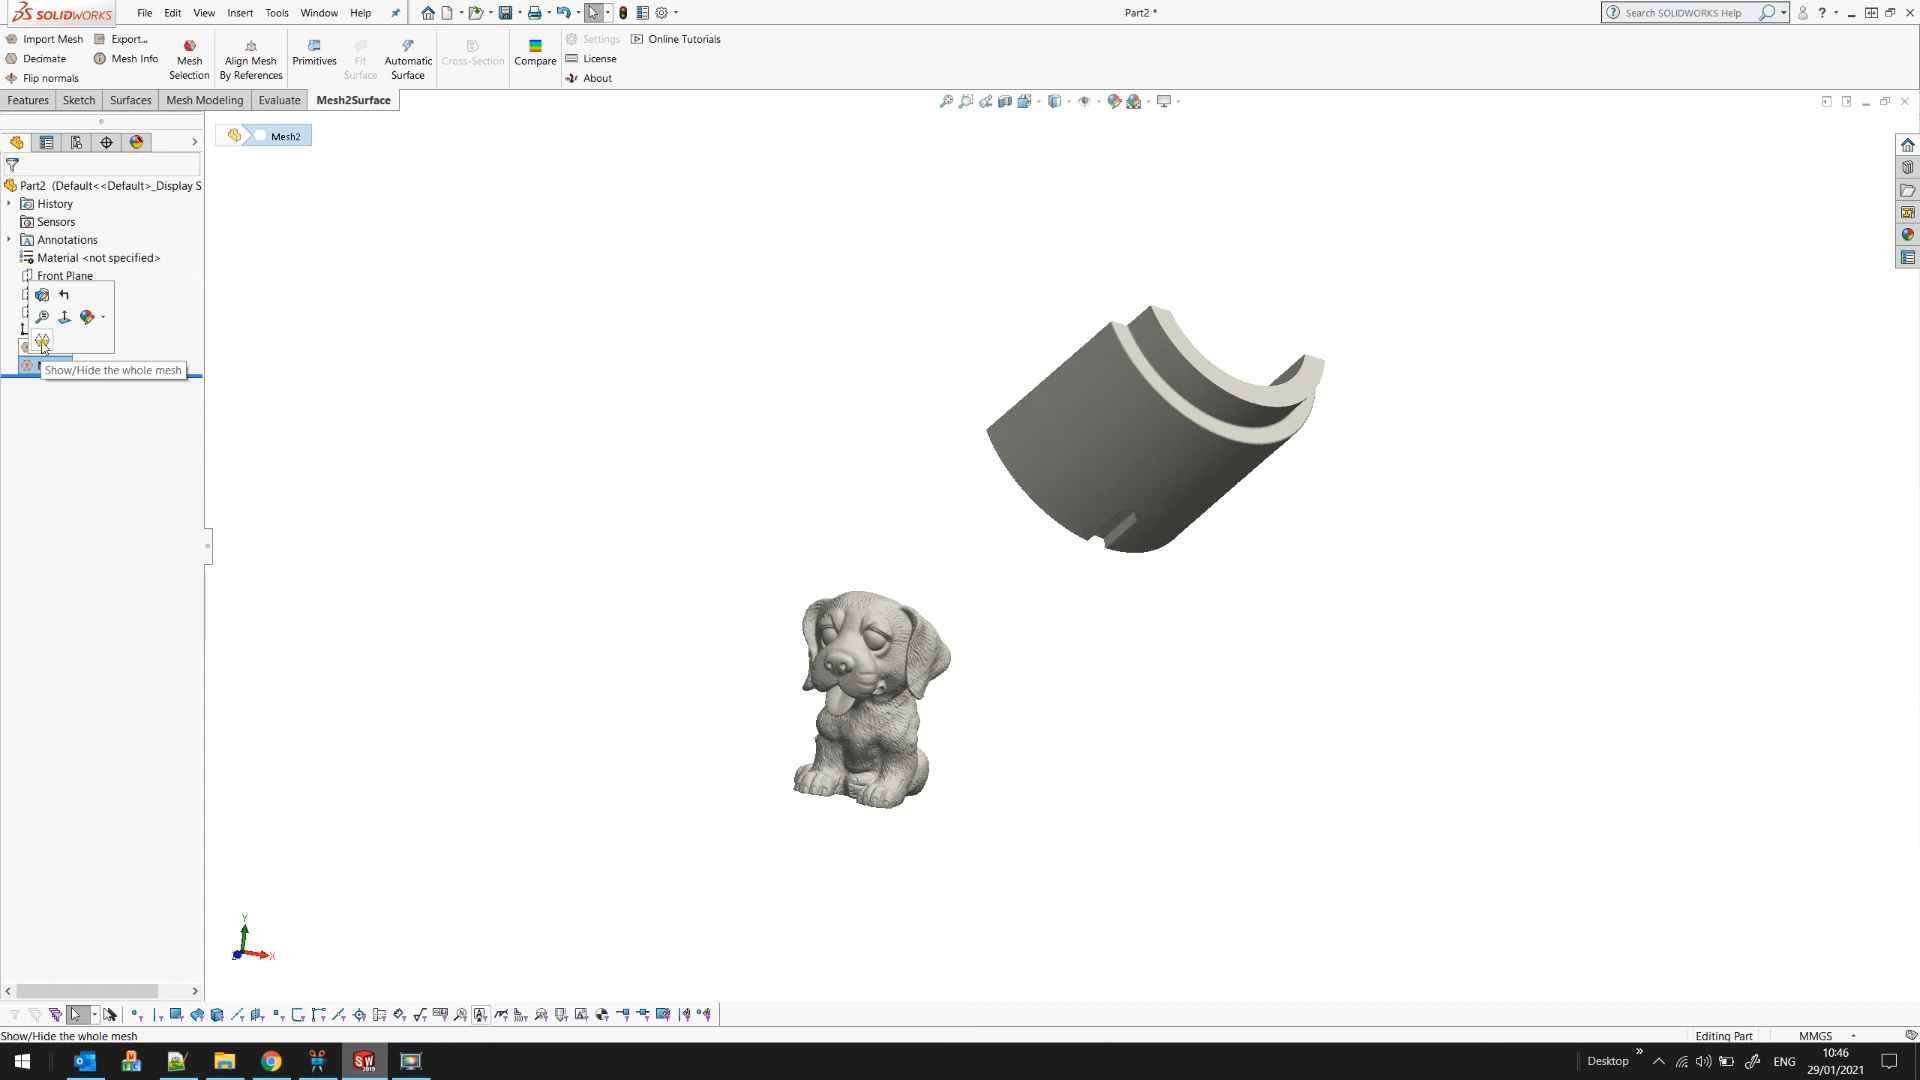 SOLIDWORKS File Edit View Insert Tools Window Help Part2 * Search SOLIDWORKS Help ?
Import Mesh Export... Settings Online Tutorials
Decimate Mesh Info Mesh Selection Align Mesh By References Primitives Fit Surface Automatic Surface Cross-Section Compare License
Flip normals About
Features Sketch Surfaces Mesh Modeling Evaluate Mesh2Surface
Mesh2
Part2 (Default<<Default>_Display S
History
Sensors
Annotations
Material <not specified>
Front Plane
Show/Hide the whole mesh
Y
X
Show/Hide the whole mesh Editing Part MMGS
Desktop ENG 10:46
29/01/2021